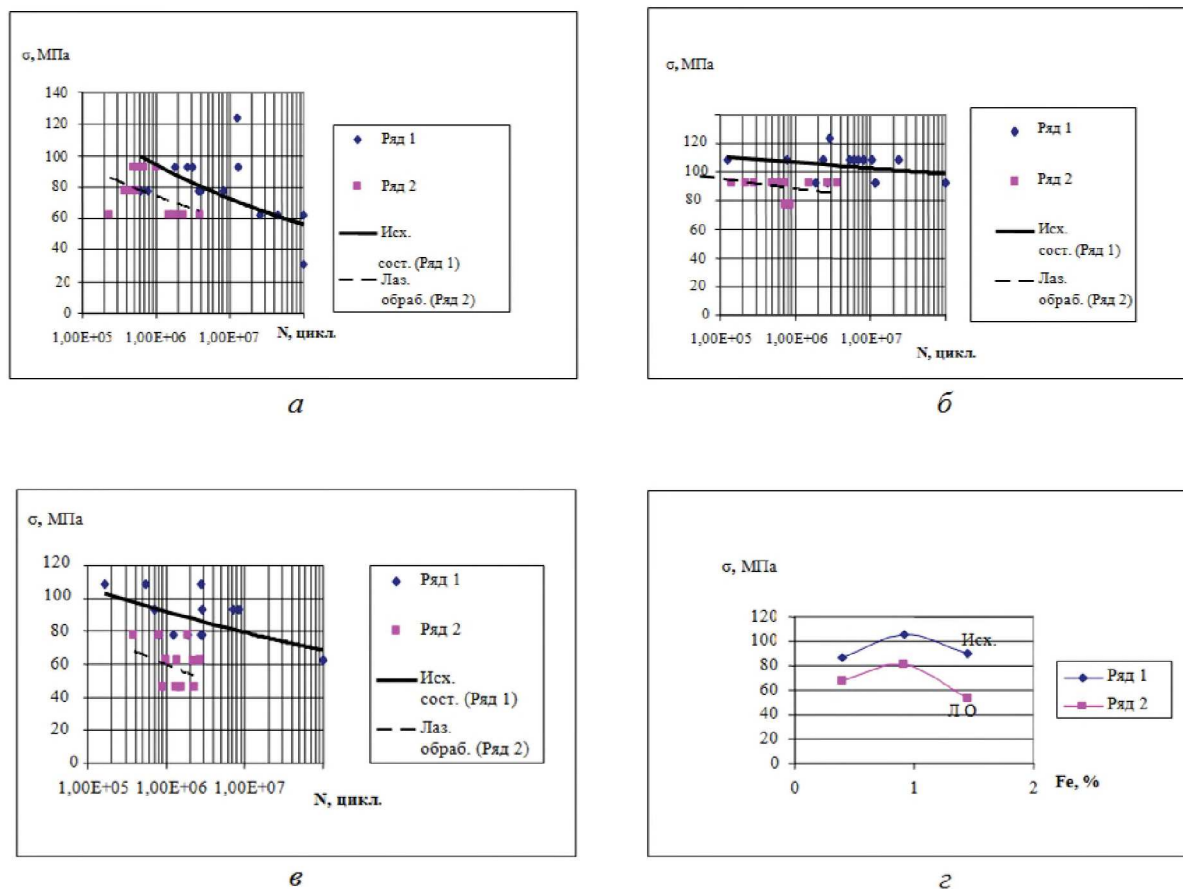 σ, МПа
140
120
100
80
60
40
20
0
1,00E+05
1,00E+06
1,00E+07
N, цикл.
Ряд 1
Ряд 2
Исх.
сост. (Ряд 1)
Лаз.
обраб. (Ряд 2)
а
σ, МПа
120
100
80
60
40
20
0
1,00E+05
1,00E+06
1,00E+07
N, цикл.
Ряд 1
Ряд 2
Исх.
сост. (Ряд 1)
Лаз.
обраб. (Ряд 2)
б
σ, МПа
120
100
80
60
40
20
0
1,00E+05
1,00E+06
1,00E+07
N, цикл.
Ряд 1
Ряд 2
Исх.
сост. (Ряд 1)
Лаз.
обраб. (Ряд 2)
в
σ, МПа
120
100
80
60
40
20
0
0
1
2
Fe, %
Исх.
Л О
Ряд 1
Ряд 2
г